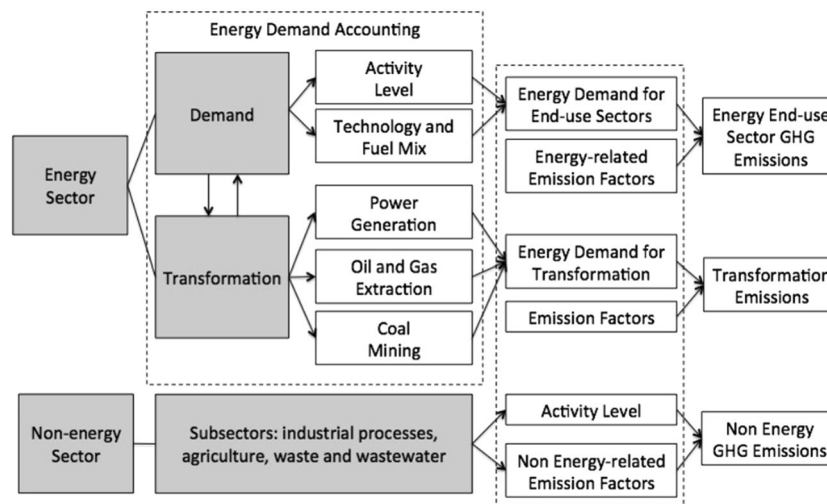 Energy Demand Accounting
Energy
Sector
Demand
Transformation
Activity
Level
Technology and
Fuel Mix
Power
Generation
Oil and Gas
Extraction
Coal
Mining
Energy Demand for
End-use Sectors
Energy-related
Emission Factors
Energy Demand for
Transformation
Emission Factors
Energy End-use
Sector GHG
Emissions
Transformation
Emissions
Non-energy
Sector
Subsectors: industrial processes,
agriculture, waste and wastewater
Activity Level
Non Energy-related
Emission Factors
Non Energy
GHG Emissions